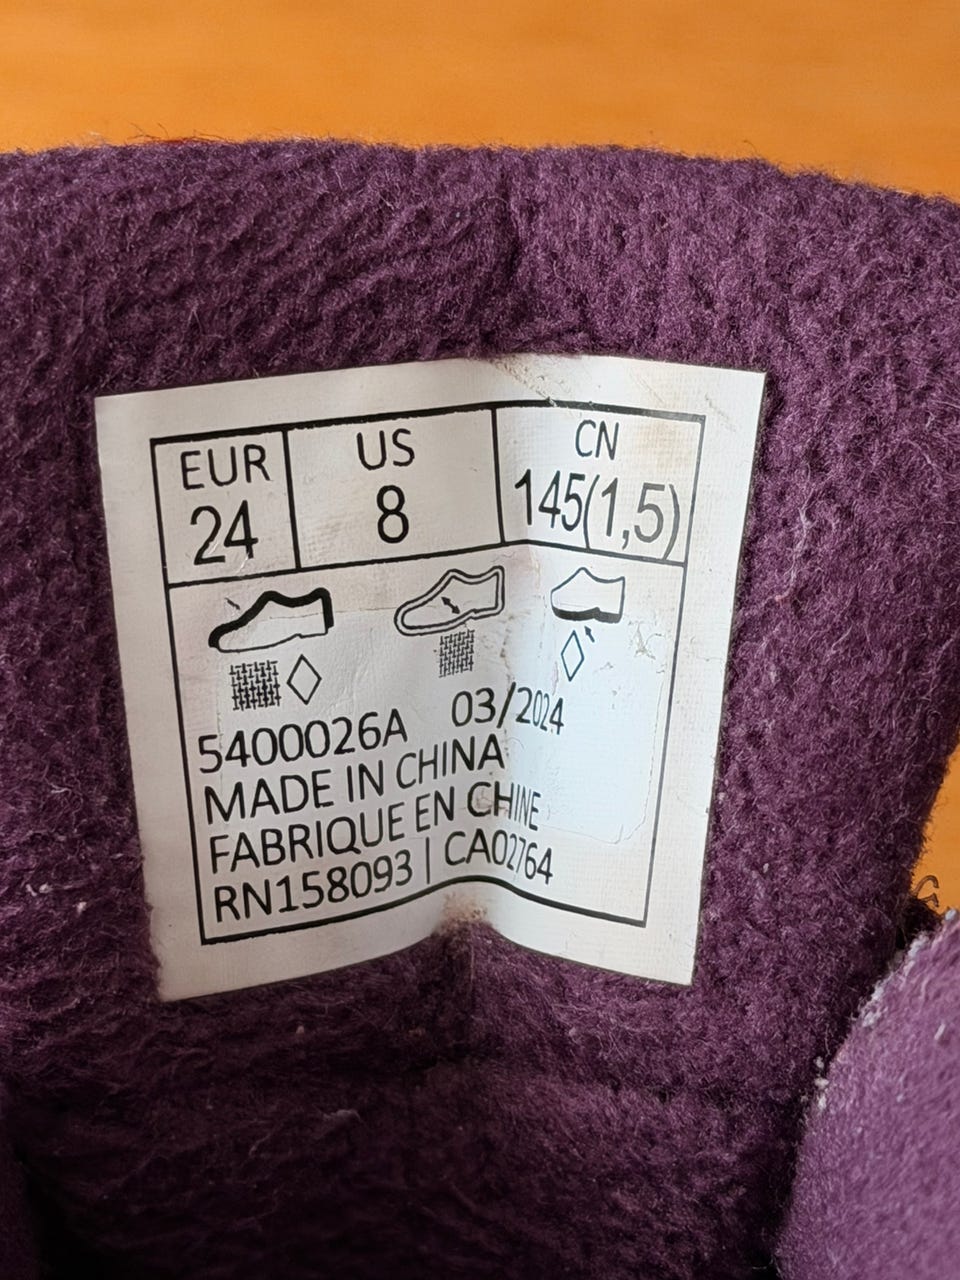 EUR US CN
24 8 145(1,5)
5400026A 03/2024
MADE IN CHINA
FABRIQUE EN CHINE
RN158093 | CA02764